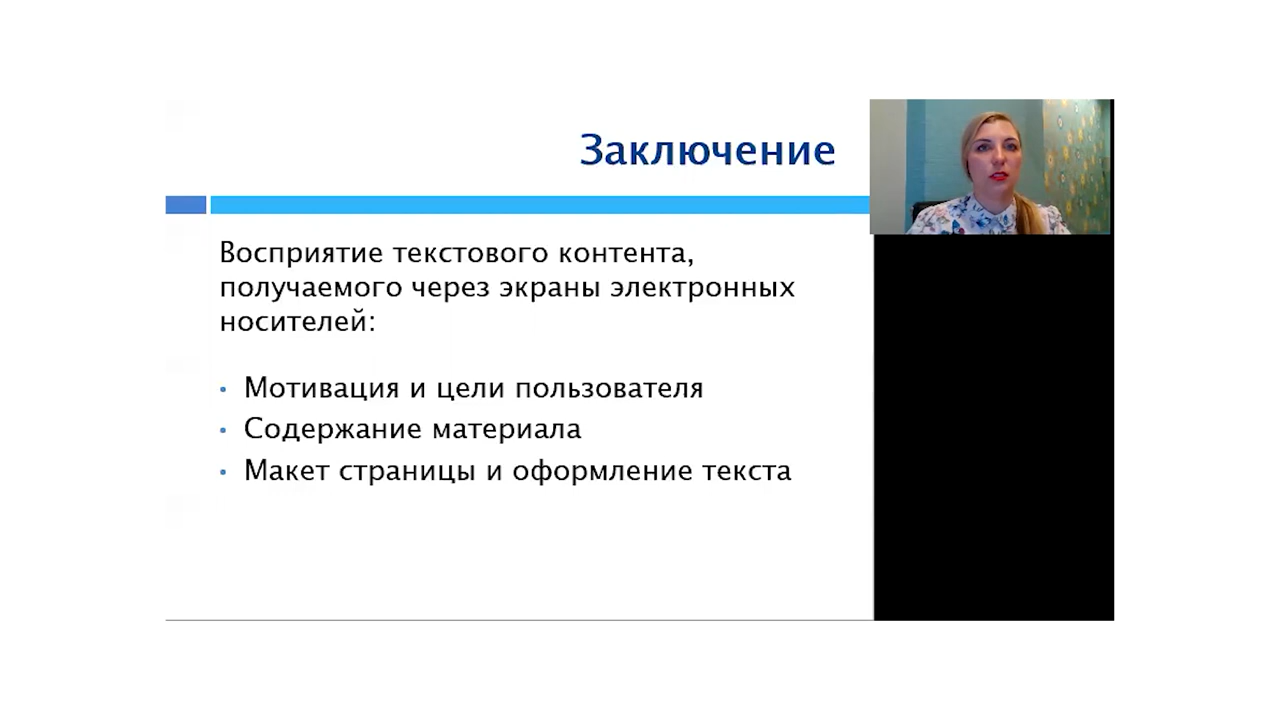 Заключение
Восприятие текстового контента,
получаемого через экраны электронных
носителей:
• Мотивация и цели пользователя
• Содержание материала
• Макет страницы и оформление текста